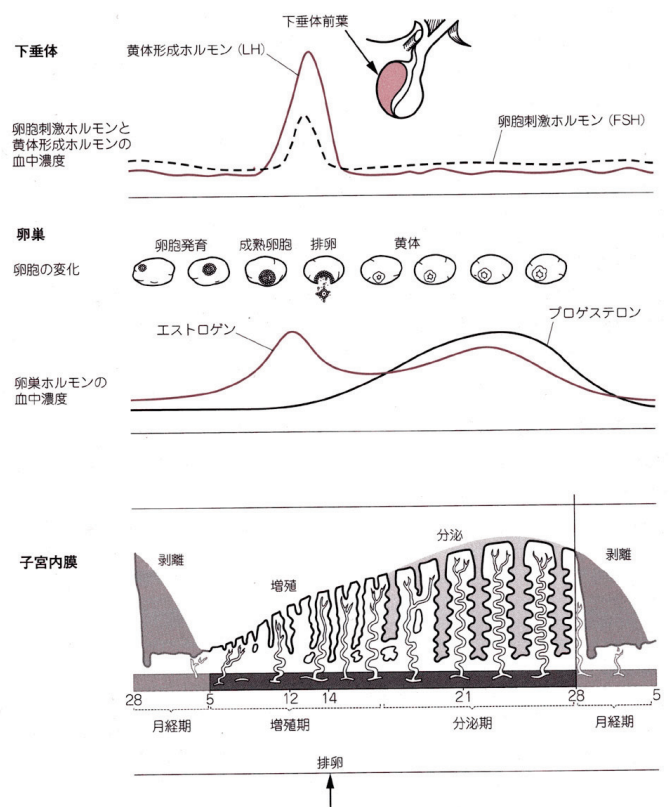 下垂体前葉
下垂体
黄体形成ホルモン(LH)
卵胞刺激ホルモンと
黄体形成ホルモンの
血中濃度
卵胞刺激ホルモン(FSH)
卵巣
卵胞発育 成熟卵胞 排卵 黄体
卵胞の変化
エストロゲン
プロゲステロン
卵巣ホルモンの
血中濃度
子宮内膜
剥離
増殖
分泌
剥離
28 5 12 14 21 28 5
月経期 増殖期 分泌期 月経期
排卵